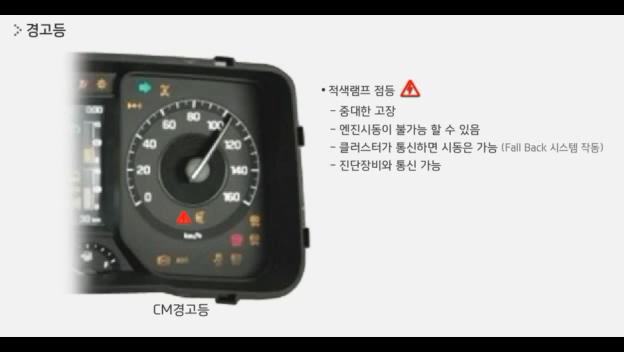 > 경고등
• 적색램프 점등
- 중대한 고장
- 엔진시동이 불가능 할 수 있음
- 클러스터가 통신하면 시동은 가능 (Fall Back 시스템 작동)
- 진단장비와 통신 가능
0
20
40
60
80
100
120
140
160
km/h
F
CM경고등